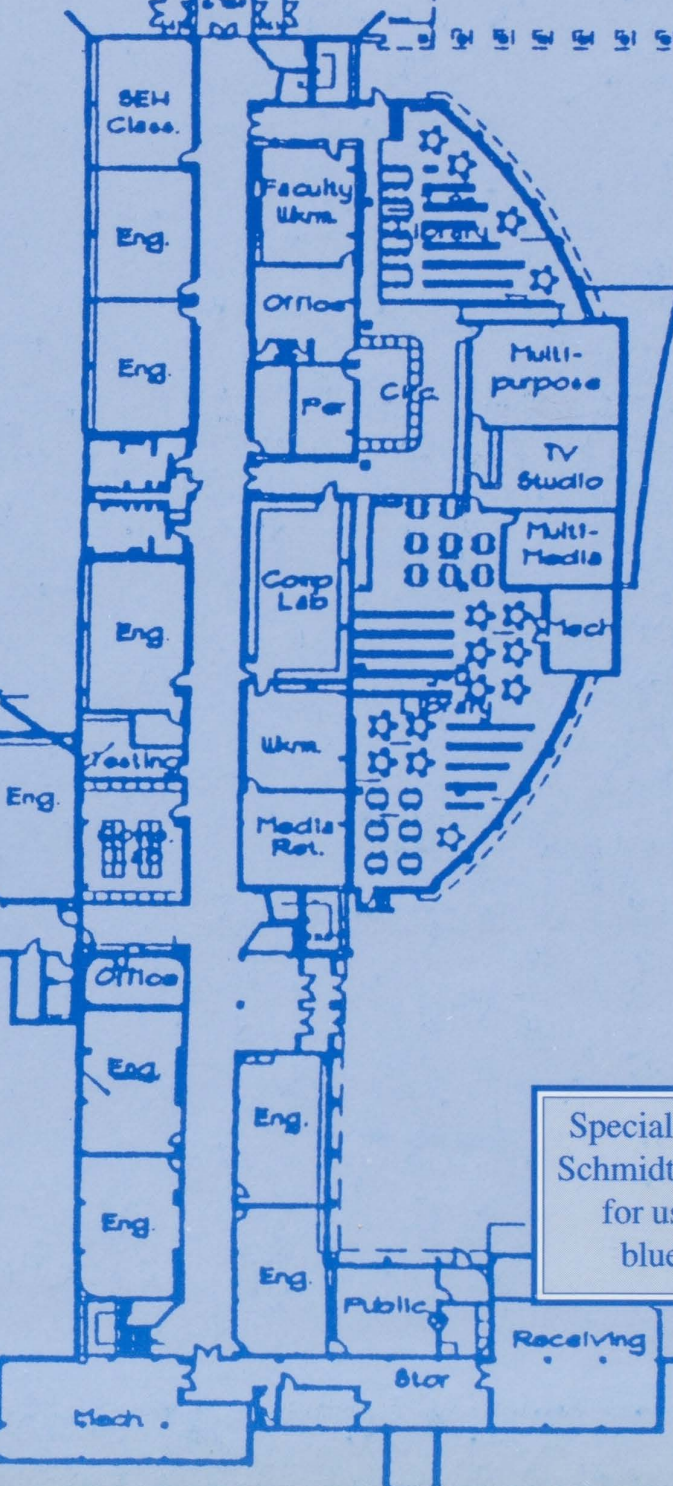 SEH
Class.
Faculty
Wkrm.
Eng.
Office
Eng.
Multi-
purpose
Per
TV
Studio
Multi-
Media
Comp
Lab
Eng.
Mech
Wkrm.
Testing
Eng.
Media
Ret.
Office
Eng.
Eng.
Special
Schmidt
for us
blue
Eng.
Eng.
Public
Receiving
Stor
Mech.